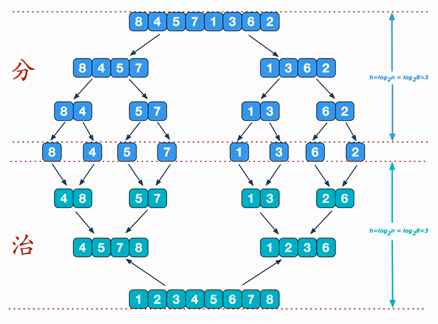 8 4 5 7 1 3 6 2
分
8 4 5 7 1 3 6 2
h=log2n = log28=3
8 4 5 7 1 3 6 2
8 4 5 7 1 3 6 2
4 8 5 7 1 3 2 6
h=log2n = log28=3
治
4 5 7 8 1 2 3 6
1 2 3 4 5 6 7 8